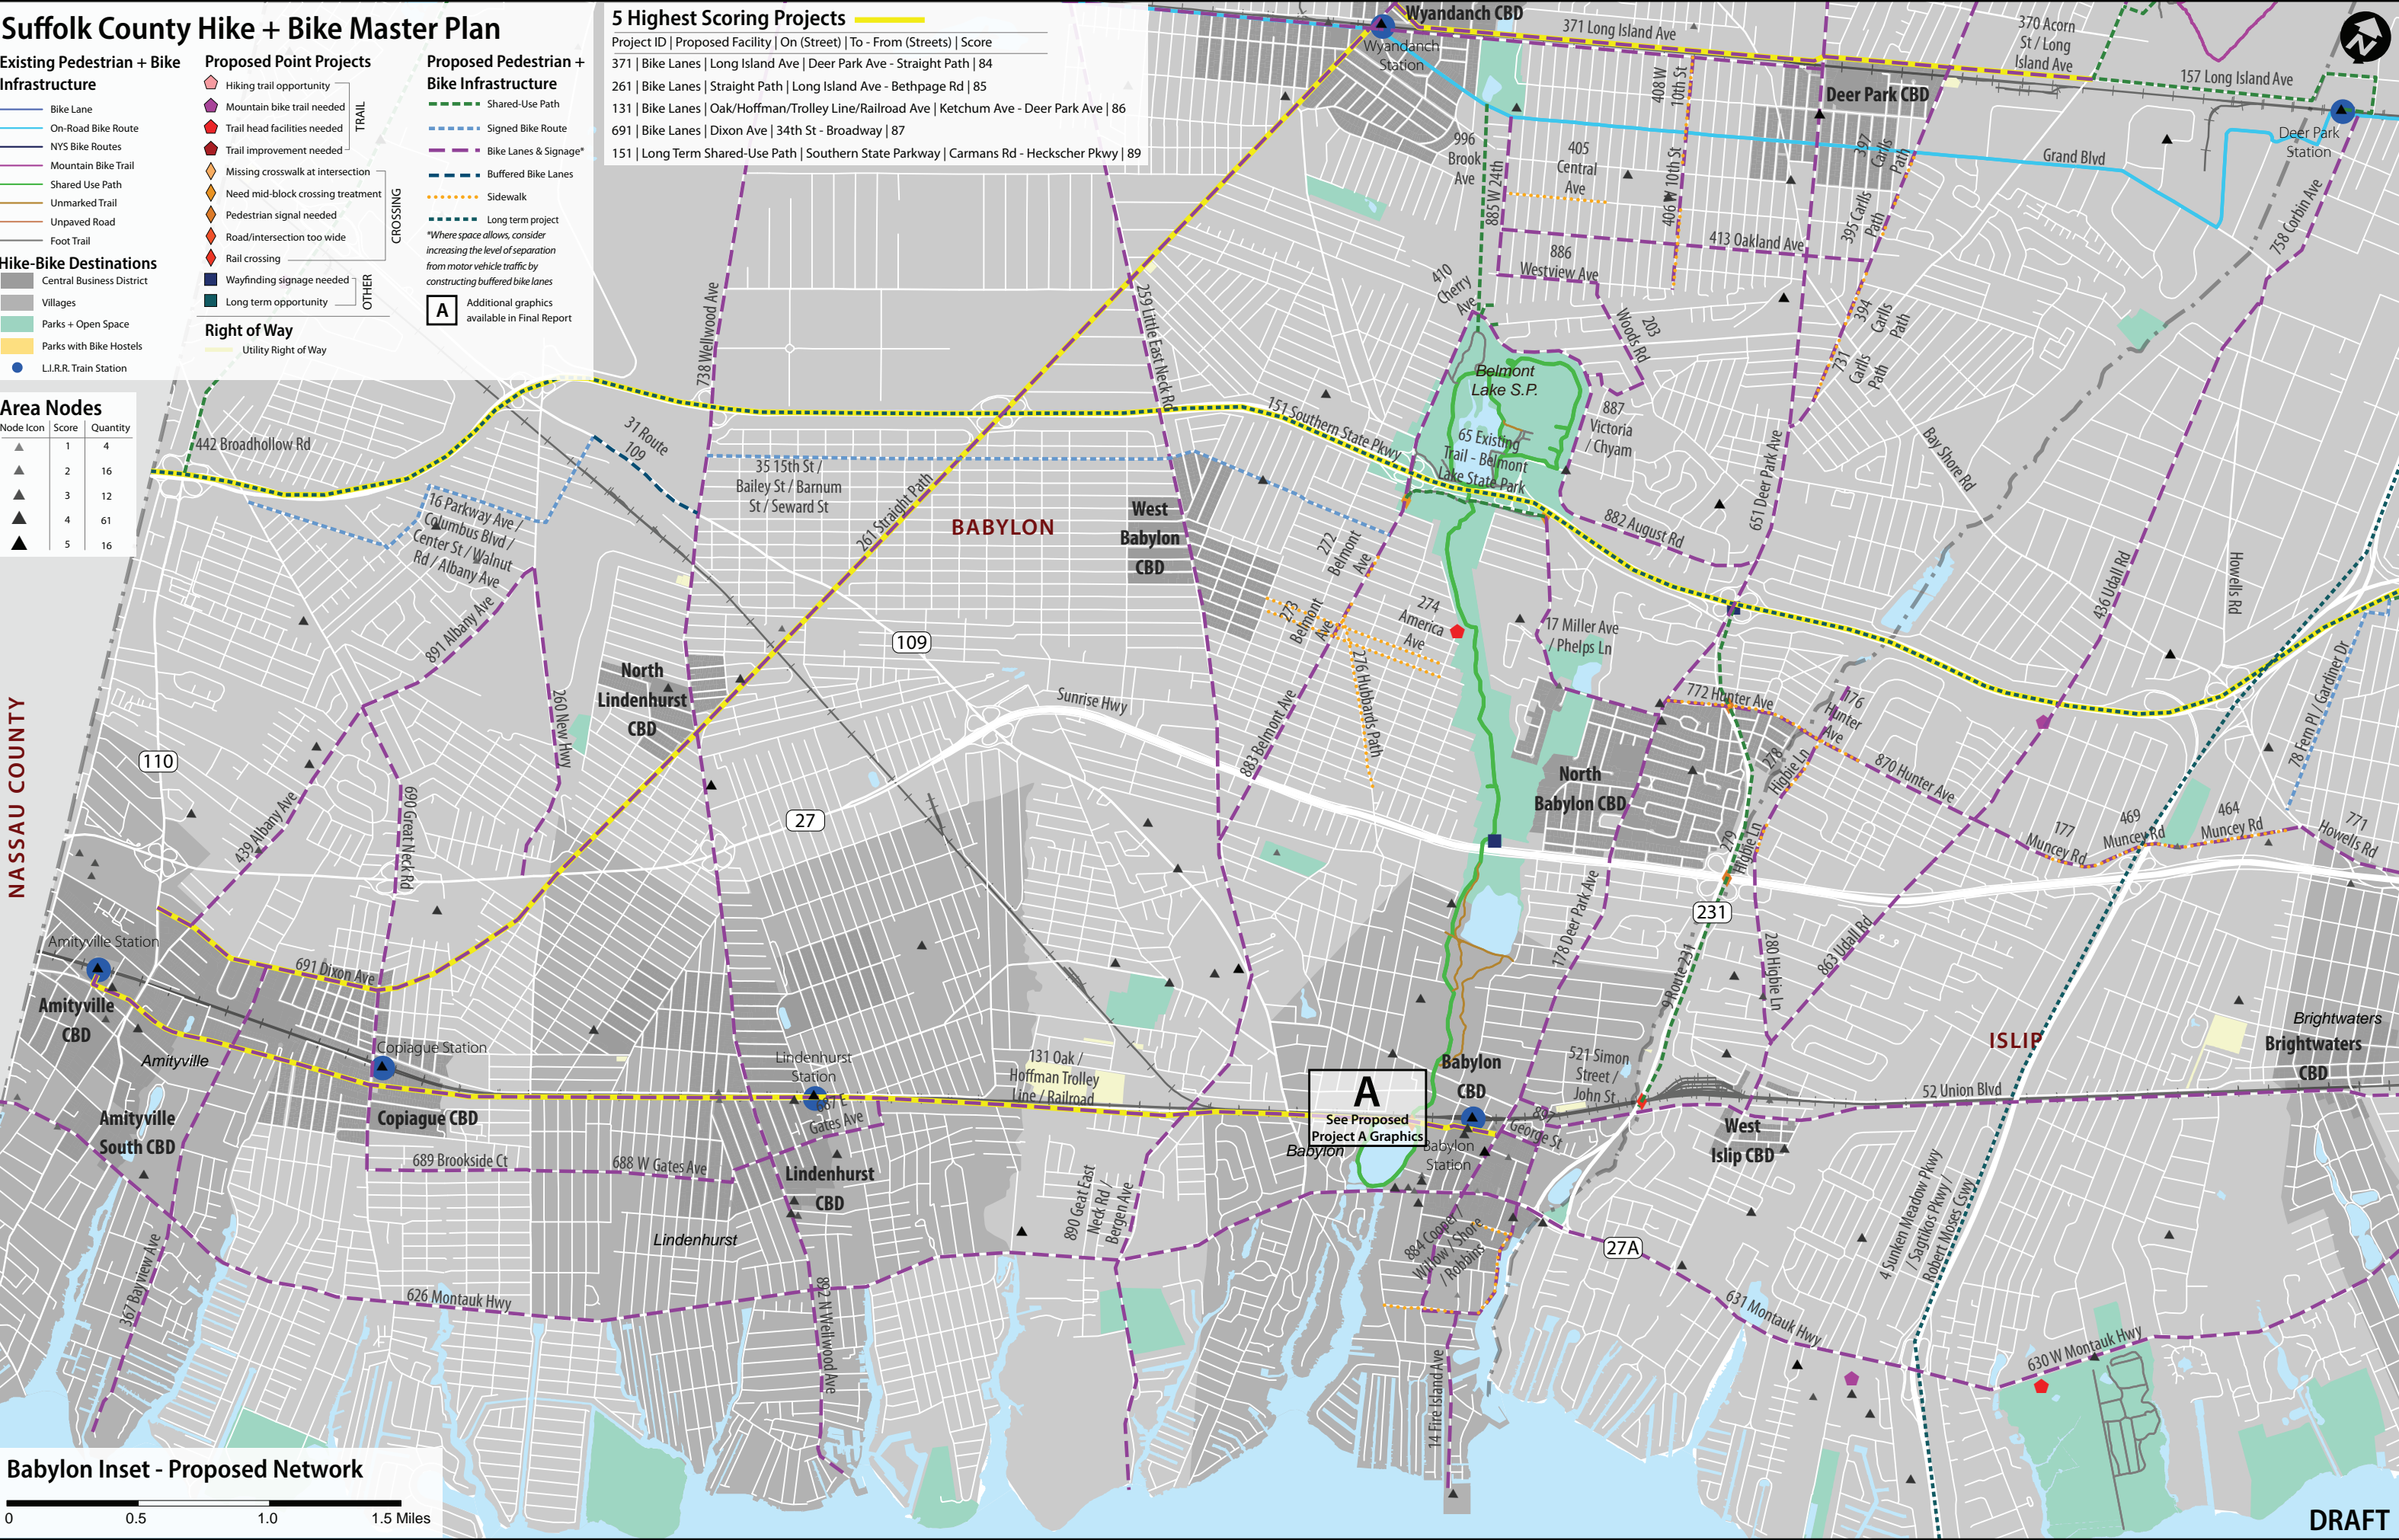 Suffolk County Hike + Bike Master Plan
Existing Pedestrian + Bike
Infrastructure
Bike Lane
On-Road Bike Route
NYS Bike Routes
Mountain Bike Trail
Shared Use Path
Unmarked Trail
Unpaved Road
Foot Trail
Hike-Bike Destinations
Central Business District
Villages
Parks + Open Space
Parks with Bike Hostels
L.I.R.R. Train Station
Proposed Point Projects
Hiking trail opportunity
Mountain bike trail needed
Trail head facilities needed
Trail improvement needed
TRAIL
Missing crosswalk at intersection
Need mid-block crossing treatment
Pedestrian signal needed
Road/intersection too wide
Rail crossing
CROSSING
Wayfinding signage needed
Long term opportunity
OTHER
Right of Way
Utility Right of Way
Proposed Pedestrian +
Bike Infrastructure
Shared-Use Path
Signed Bike Route
Bike Lanes & Signage*
Buffered Bike Lanes
Sidewalk
Long term project
*Where space allows, consider
increasing the level of separation
from motor vehicle traffic by
constructing buffered bike lanes
A
Additional graphics
available in Final Report
5 Highest Scoring Projects
Project ID | Proposed Facility | On (Street) | To - From (Streets) | Score
371 | Bike Lanes | Long Island Ave | Deer Park Ave - Straight Path | 84
261 | Bike Lanes | Straight Path | Long Island Ave - Bethpage Rd | 85
131 | Bike Lanes | Oak/Hoffman/Trolley Line/Railroad Ave | Ketchum Ave - Deer Park Ave | 86
691 | Bike Lanes | Dixon Ave | 34th St - Broadway | 87
151 | Long Term Shared-Use Path | Southern State Parkway | Carmans Rd - Heckscher Pkwy | 89
Area Nodes
Node Icon | Score | Quantity
1 4
2 16
3 12
4 61
5 16
Wyandanch CBD
Wyandanch
Station
371 Long Island Ave
370 Acorn
St / Long
Island Ave
157 Long Island Ave
Deer Park CBD
Deer Park
Station
408 W
10th St
996
Brook
Ave
885 W 24th
405
Central
Ave
406 W 10th St
397
Carlls
Path
395 Carlls
Path
Grand Blvd
758 Corbin Ave
413 Oakland Ave
886
Westview Ave
410
Cherry
Ave
203
Woods Rd
394
Carlls
Path
731
Carlls
Path
738 Wellwood Ave
259 Little East Neck Rd
Belmont
Lake S.P.
65 Existing
Trail - Belmont
Lake State Park
887
Victoria
/ Chyam
151 Southern State Pkwy
651 Deer Park Ave
Bay Shore Rd
442 Broadhollow Rd
31 Route
109
35 15th St /
Bailey St / Barnum
St / Seward St
16 Parkway Ave /
Columbus Blvd /
Center St / Walnut
Rd / Albany Ave
261 Straight Path
BABYLON
West
Babylon
CBD
272
Belmont
Ave
882 August Rd
436 Udall Rd
Howells Rd
891 Albany Ave
273
Belmont
Ave
274
America
Ave
17 Miller Ave
/ Phelps Ln
109
North
Lindenhurst
CBD
260 New Hwy
Sunrise Hwy
276 Hubbards Path
883 Belmont Ave
772 Hunter Ave
176
Hunter
Ave
278
Higbie Ln
870 Hunter Ave
78 Fern Pl / Gardiner Dr
NASSAU COUNTY
110
439 Albany Ave
690 Great Neck Rd
27
North
Babylon CBD
279
Higbie Ln
177
Muncey Rd
469
Muncey Rd
464
Muncey Rd
771
Howells Rd
231
178 Deer Park Ave
9 Route 231
280 Higbie Ln
863 Udall Rd
Amityville Station
691 Dixon Ave
Amityville
CBD
Amityville
Copiague Station
Copiague CBD
Amityville
South CBD
Lindenhurst
Station
687 E
Gates Ave
131 Oak /
Hoffman Trolley
Line / Railroad
A
See Proposed
Project A Graphics
Babylon
Babylon
CBD
Babylon
Station
897
George St
521 Simon
Street /
John St
ISLIP
52 Union Blvd
Brightwaters
Brightwaters
CBD
West
Islip CBD
689 Brookside Ct
688 W Gates Ave
Lindenhurst
CBD
Lindenhurst
890 Great East
Neck Rd /
Bergen Ave
884 Cooper /
Willow / Shore
/ Robbins
27A
4 Sunken Meadow Pkwy
/ Sagtikos Pkwy /
Robert Moses Cswy
367 Bayview Ave
626 Montauk Hwy
892 N Wellwood Ave
14 Fire Island Ave
631 Montauk Hwy
630 W Montauk Hwy
Babylon Inset - Proposed Network
0 0.5 1.0 1.5 Miles
DRAFT